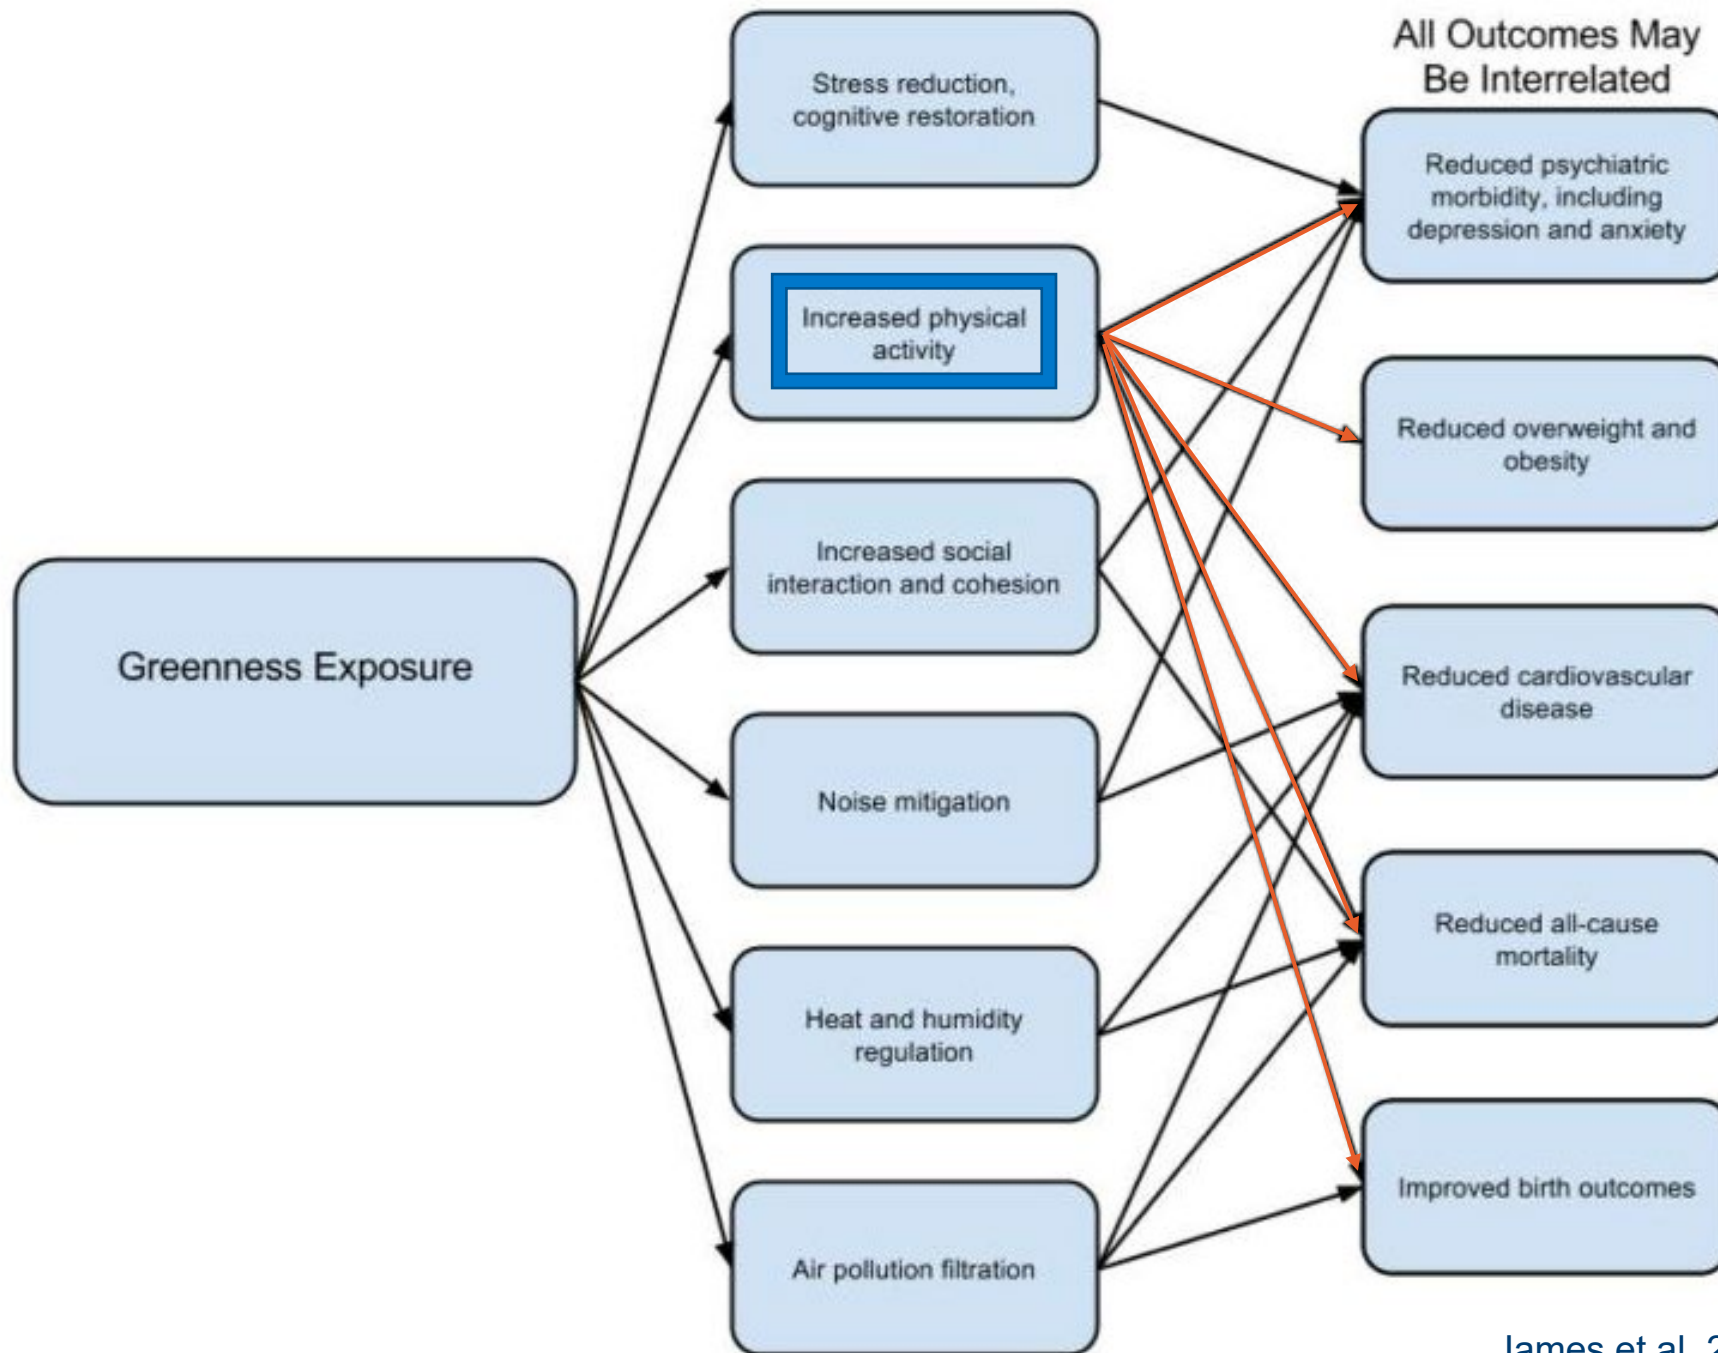 All Outcomes May
Be Interrelated
Stress reduction,
cognitive restoration
Reduced psychiatric
morbidity, including
depression and anxiety
Increased physical
activity
Reduced overweight and
obesity
Increased social
interaction and cohesion
Greenness Exposure
Reduced cardiovascular
disease
Noise mitigation
Reduced all-cause
mortality
Heat and humidity
regulation
Improved birth outcomes
Air pollution filtration
James et al. 2